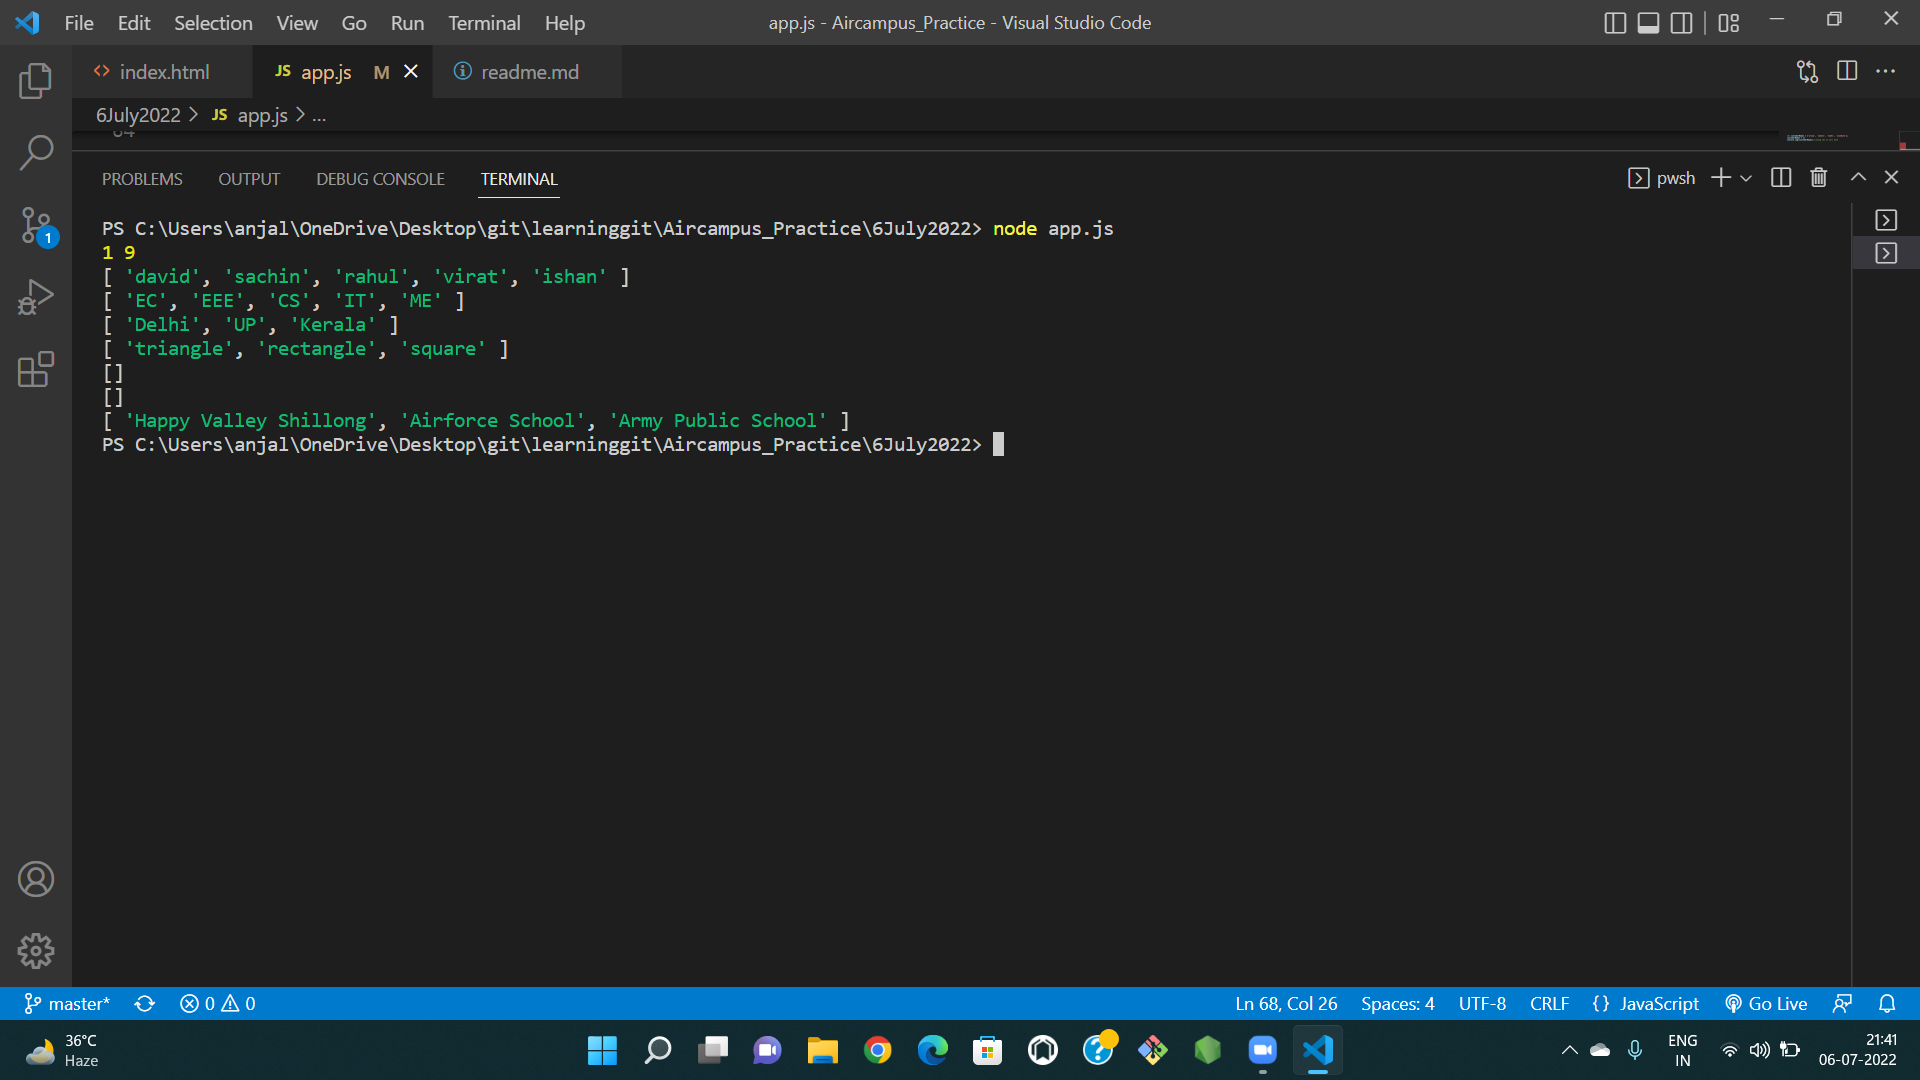 File Edit Selection View Go Run Terminal Help app.js - Aircampus_Practice - Visual Studio Code
index.html JS app.js M readme.md
6July2022 > JS app.js > ...
PROBLEMS OUTPUT DEBUG CONSOLE TERMINAL pwsh
PS C:\Users\anjal\OneDrive\Desktop\git\learninggit\Aircampus_Practice\6July2022> node app.js
1 9
[ 'david', 'sachin', 'rahul', 'virat', 'ishan' ]
[ 'EC', 'EEE', 'CS', 'IT', 'ME' ]
[ 'Delhi', 'UP', 'Kerala' ]
[ 'triangle', 'rectangle', 'square' ]
[]
[]
[ 'Happy Valley Shillong', 'Airforce School', 'Army Public School' ]
PS C:\Users\anjal\OneDrive\Desktop\git\learninggit\Aircampus_Practice\6July2022>
1
master* 0 0 Ln 68, Col 26 Spaces: 4 UTF-8 CRLF {} JavaScript Go Live
36°C
Haze
ENG
IN
21:41
06-07-2022